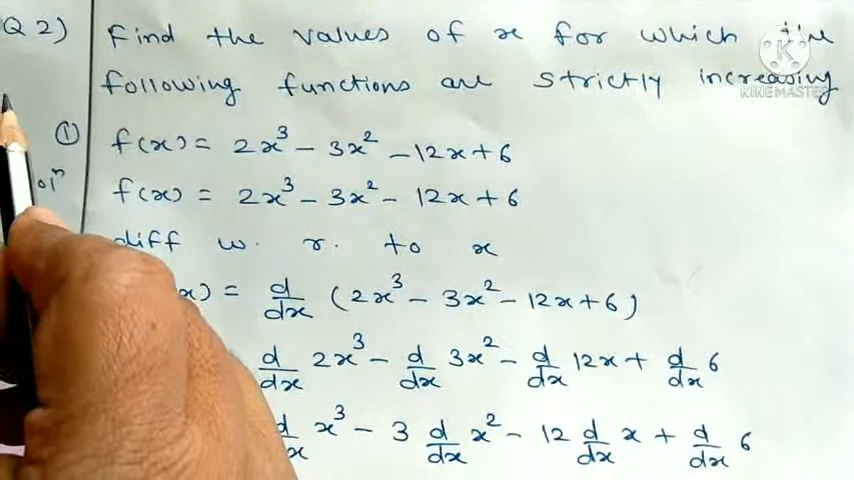 Q 2) Find the values of x for which the
following functions are strictly increasing
K
KINEMASTER
① f(x) = 2x³ - 3x² - 12x + 6
olⁿ f(x) = 2x³ - 3x² - 12x + 6
diff w. r. to x
x) = d/dx (2x³ - 3x² - 12x + 6)
d/dx 2x³ - d/dx 3x² - d/dx 12x + d/dx 6
d/dx x³ - 3 d/dx x² - 12 d/dx x + d/dx 6